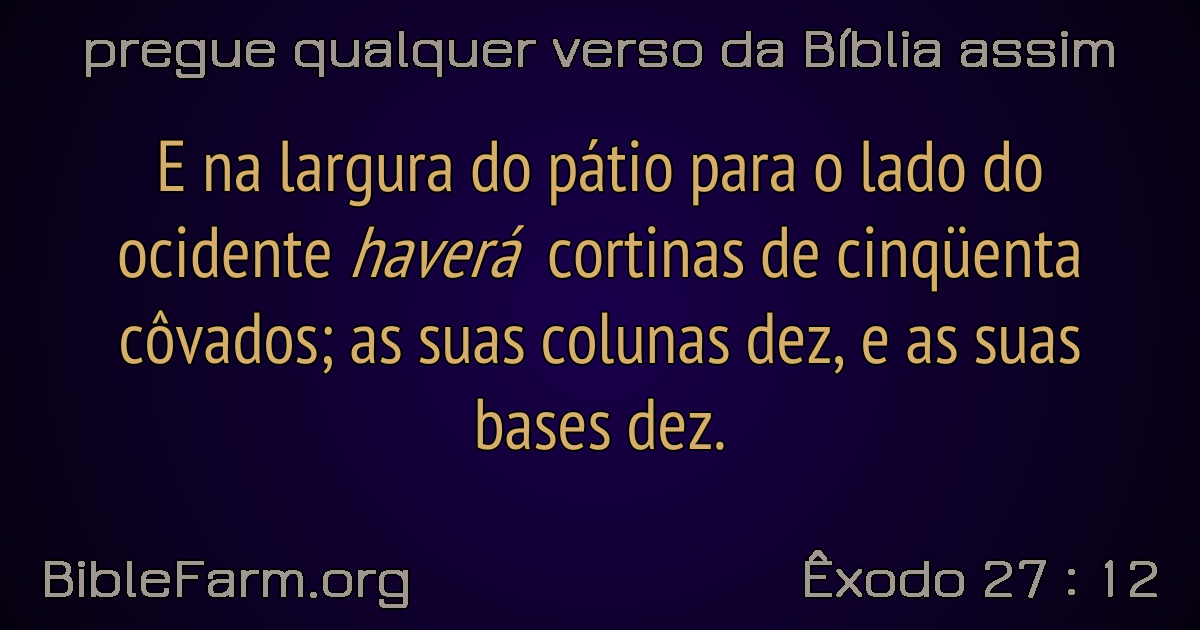 pregue qualquer verso da Bíblia assim
E na largura do pátio para o lado do
ocidente haverá cortinas de cinqüenta
côvados; as suas colunas dez, e as suas
bases dez.
BibleFarm.org
Êxodo 27 : 12